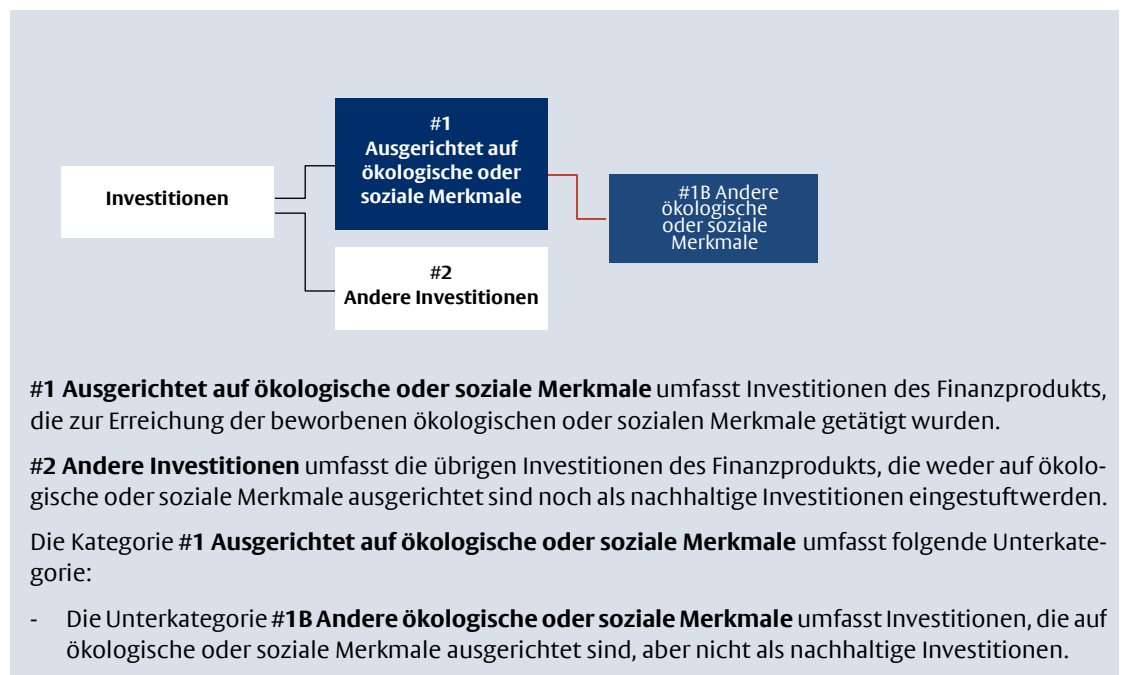 #1
Ausgerichtet auf
ökologische oder
soziale Merkmale
Investitionen
#1B Andere
ökologische
oder soziale
Merkmale
#2
Andere Investitionen
#1 Ausgerichtet auf ökologische oder soziale Merkmale umfasst Investitionen des Finanzprodukts,
die zur Erreichung der beworbenen ökologischen oder sozialen Merkmale getätigt wurden.
#2 Andere Investitionen umfasst die übrigen Investitionen des Finanzprodukts, die weder auf ökolo-
gische oder soziale Merkmale ausgerichtet sind noch als nachhaltige Investitionen eingestuftwerden.
Die Kategorie #1 Ausgerichtet auf ökologische oder soziale Merkmale umfasst folgende Unterkate-
gorie:
- Die Unterkategorie #1B Andere ökologische oder soziale Merkmale umfasst Investitionen, die auf
ökologische oder soziale Merkmale ausgerichtet sind, aber nicht als nachhaltige Investitionen.